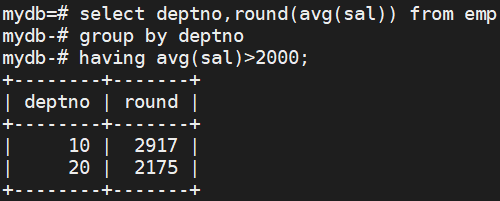 mydb=# select deptno,round(avg(sal)) from emp
mydb-# group by deptno
mydb-# having avg(sal)>2000;
+--------+-------+
| deptno | round |
+--------+-------+
|     10 |  2917 |
|     20 |  2175 |
+--------+-------+